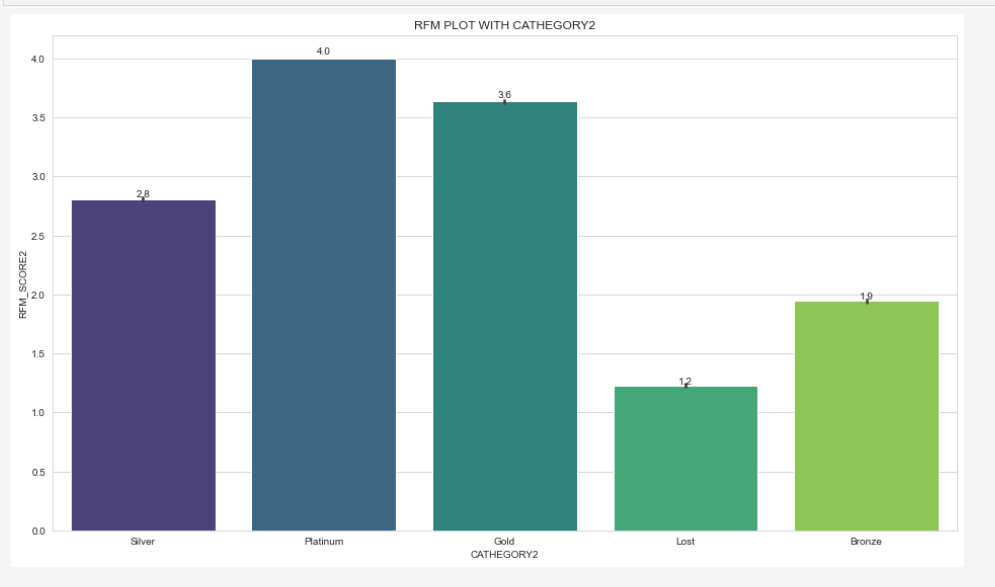 RFM PLOT WITH CATHEGORY2
4.0
3.5
3.0
2.5
2.0
1.5
1.0
0.5
0.0
RFM_SCORE2
2.8
4.0
3.6
1.2
1.9
Silver
Platinum
Gold
Lost
Bronze
CATHEGORY2